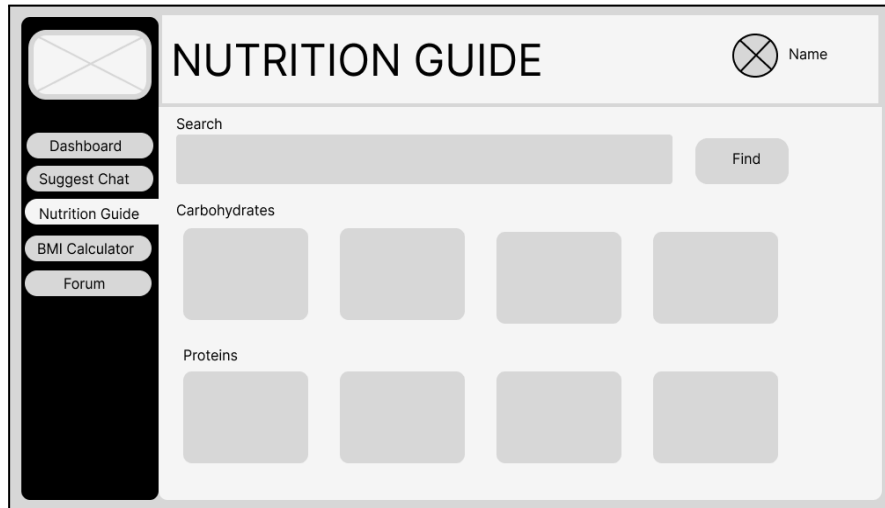 NUTRITION GUIDE
Name
Dashboard
Suggest Chat
Nutrition Guide
BMI Calculator
Forum
Search
Find
Carbohydrates
Proteins